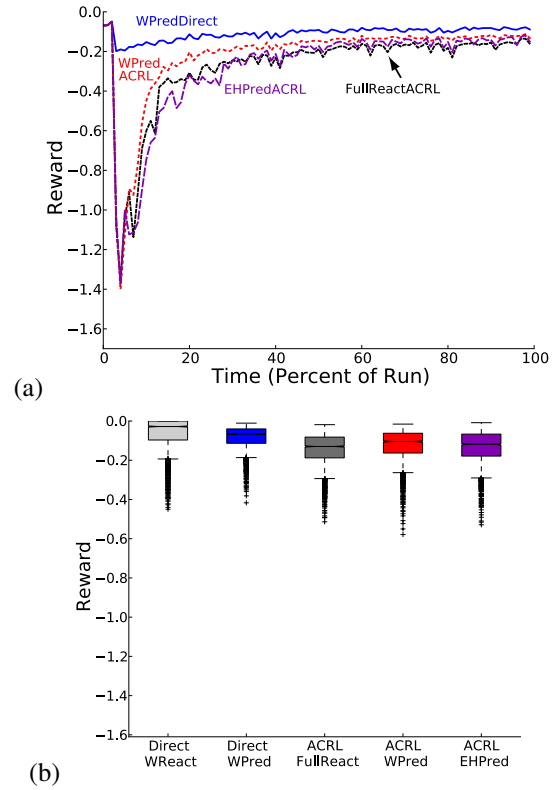 0.0
−0.2
−0.4
−0.6
−0.8
−1.0
−1.2
−1.4
−1.6
Reward
WPredDirect
WPred
ACRL
EHPredACRL
FullReactACRL
0 20 40 60 80 100
Time (Percent of Run)
(a)
0.0
−0.2
−0.4
−0.6
−0.8
−1.0
−1.2
−1.4
−1.6
Reward
Direct Direct ACRL ACRL ACRL
WReact WPred FullReact WPred EHPred
(b)